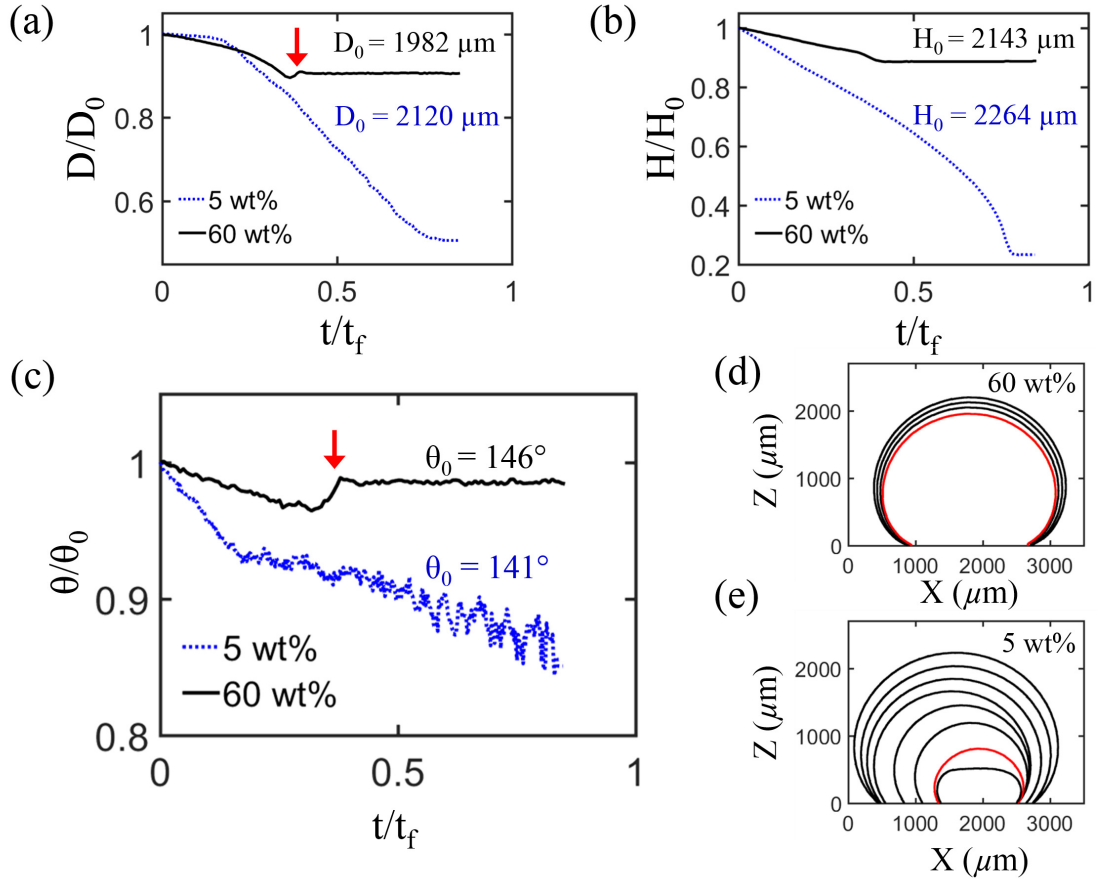 (a)
D/D₀
1
0.8
0.6
D₀ = 1982 µm
D₀ = 2120 µm
5 wt%
60 wt%
0
0.5
1
t/t_f
(b)
H/H₀
1
0.8
0.6
0.4
0.2
H₀ = 2143 µm
H₀ = 2264 µm
5 wt%
60 wt%
0
0.5
1
t/t_f
(c)
θ/θ₀
1
0.9
0.8
θ₀ = 146°
θ₀ = 141°
5 wt%
60 wt%
0
0.5
1
t/t_f
(d)
60 wt%
Z (µm)
2000
1000
0
0
1000
2000
3000
X (µm)
(e)
5 wt%
Z (µm)
2000
1000
0
0
1000
2000
3000
X (µm)